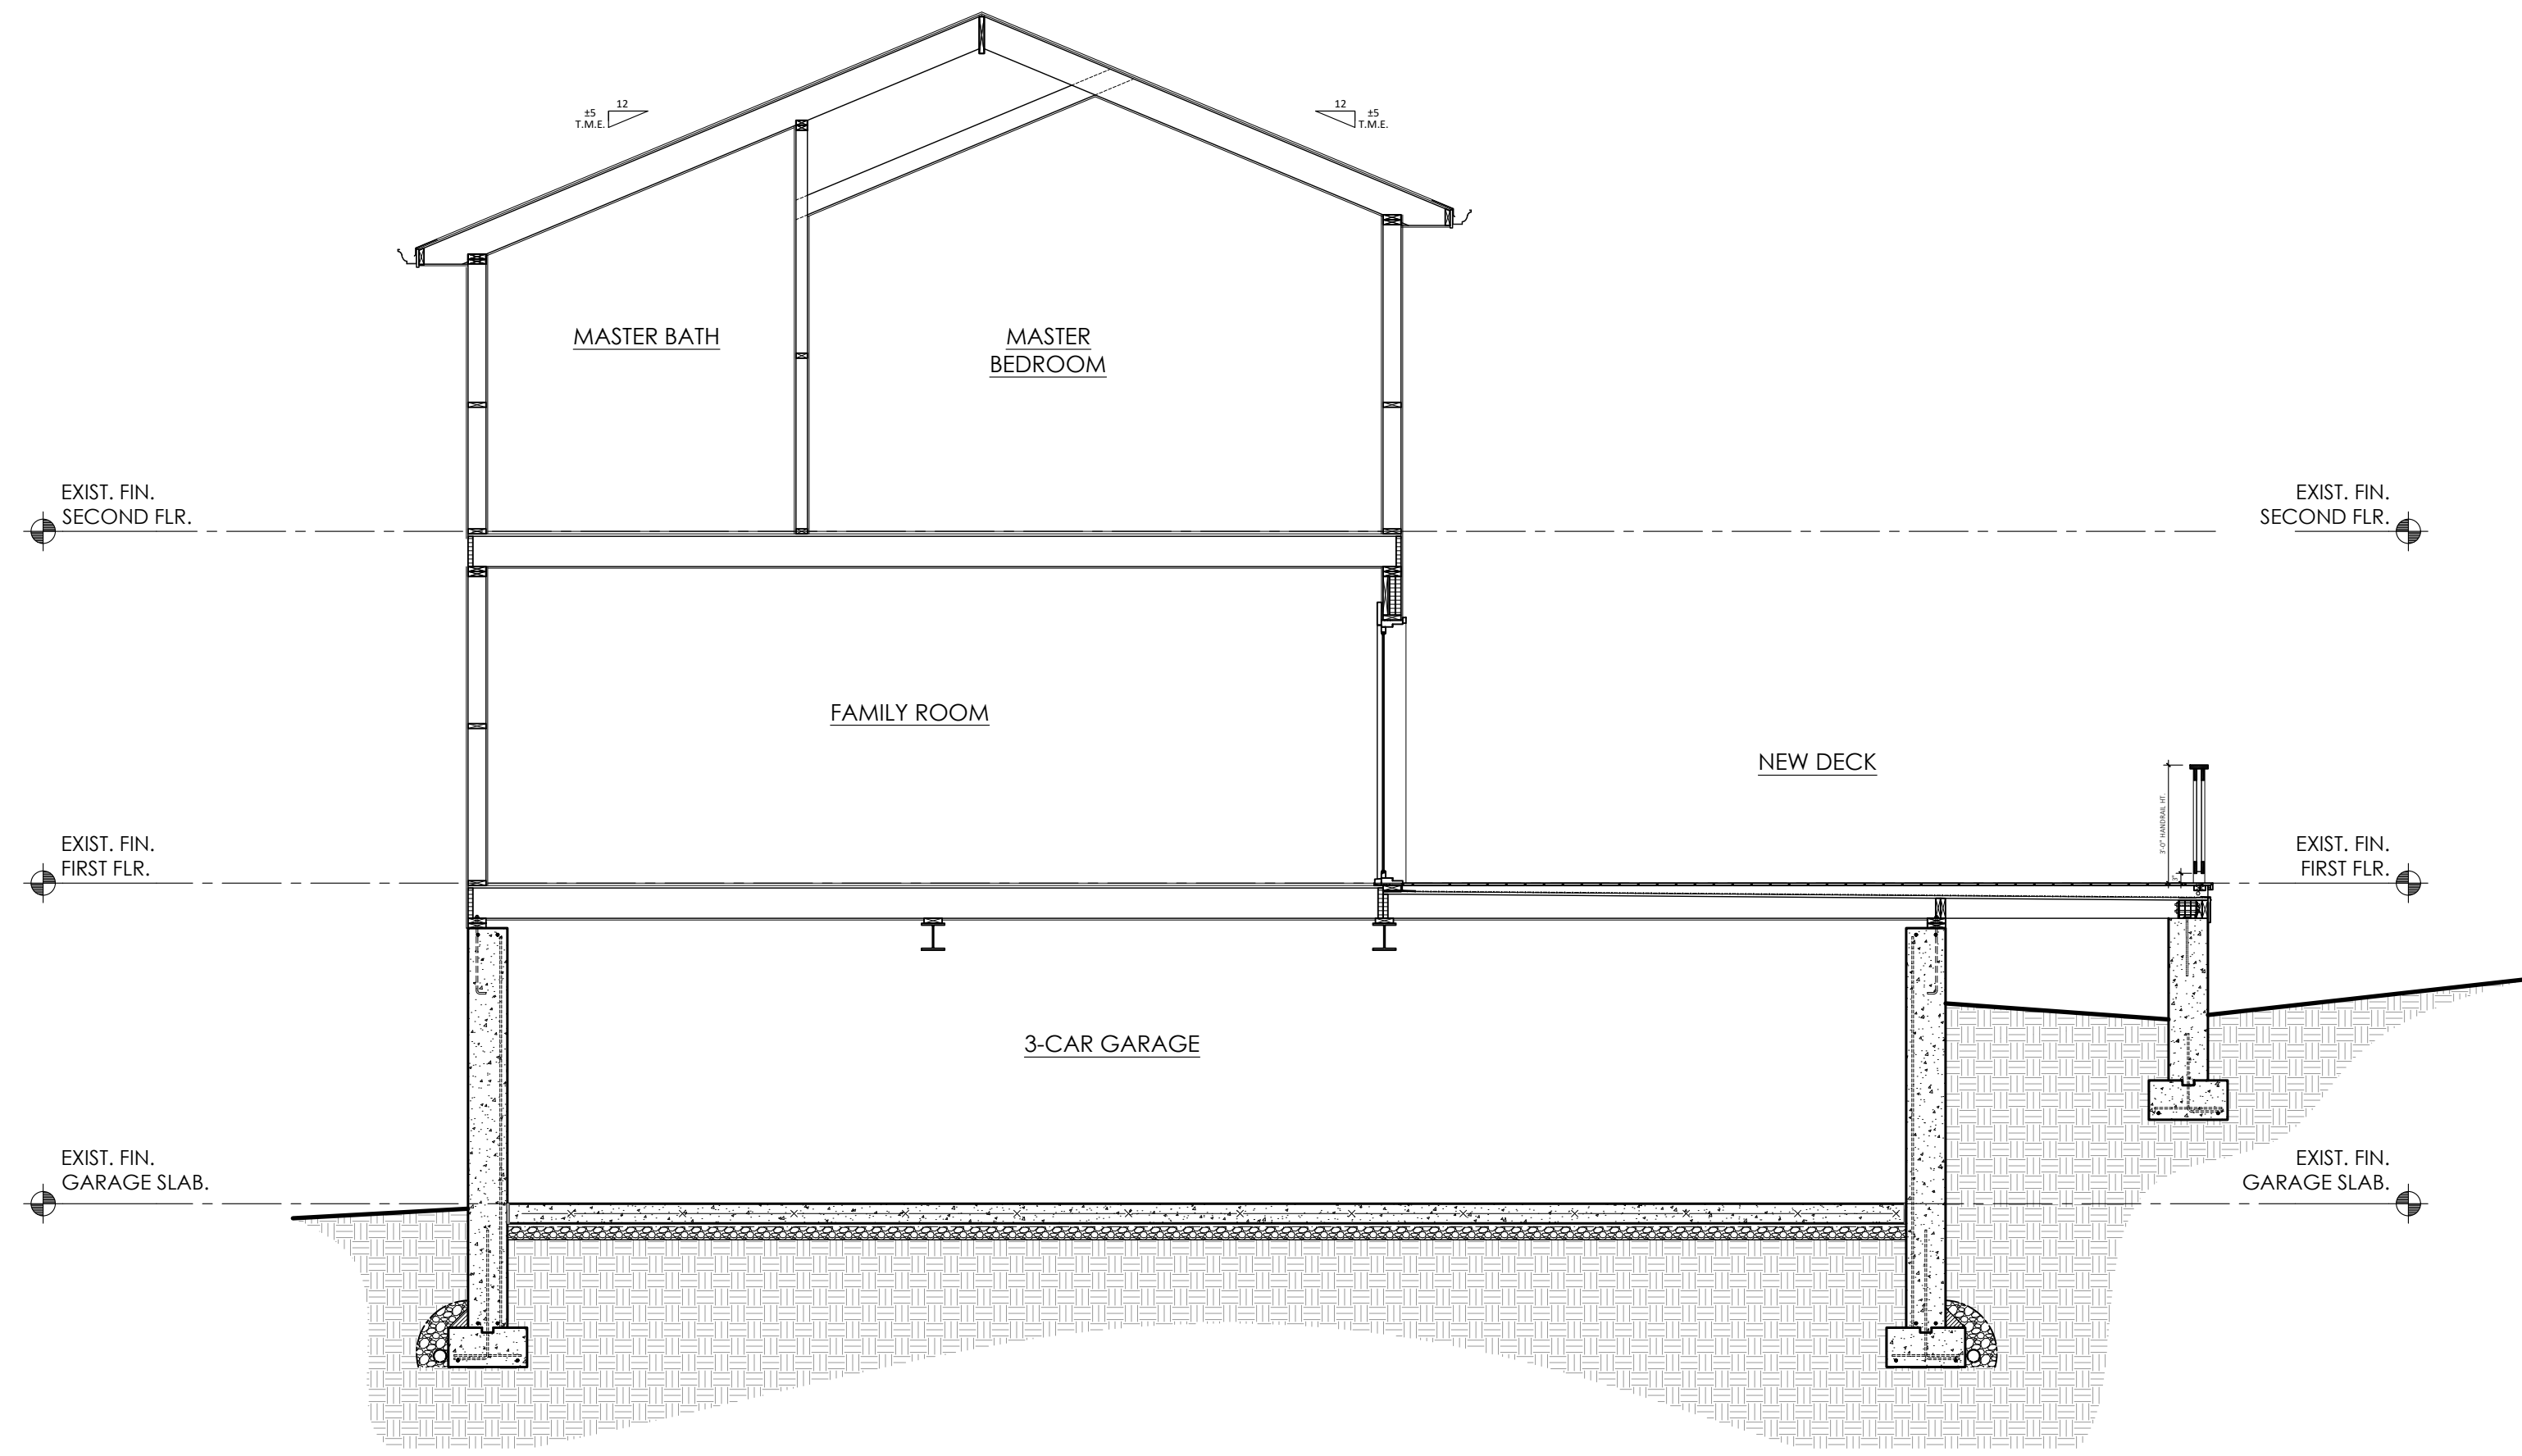 12
±5
T.M.E.
12
±5
T.M.E.
MASTER BATH
MASTER
BEDROOM
EXIST. FIN.
SECOND FLR.
EXIST. FIN.
SECOND FLR.
FAMILY ROOM
NEW DECK
3'-0" HANDRAIL HT.
EXIST. FIN.
FIRST FLR.
EXIST. FIN.
FIRST FLR.
3-CAR GARAGE
EXIST. FIN.
GARAGE SLAB.
EXIST. FIN.
GARAGE SLAB.